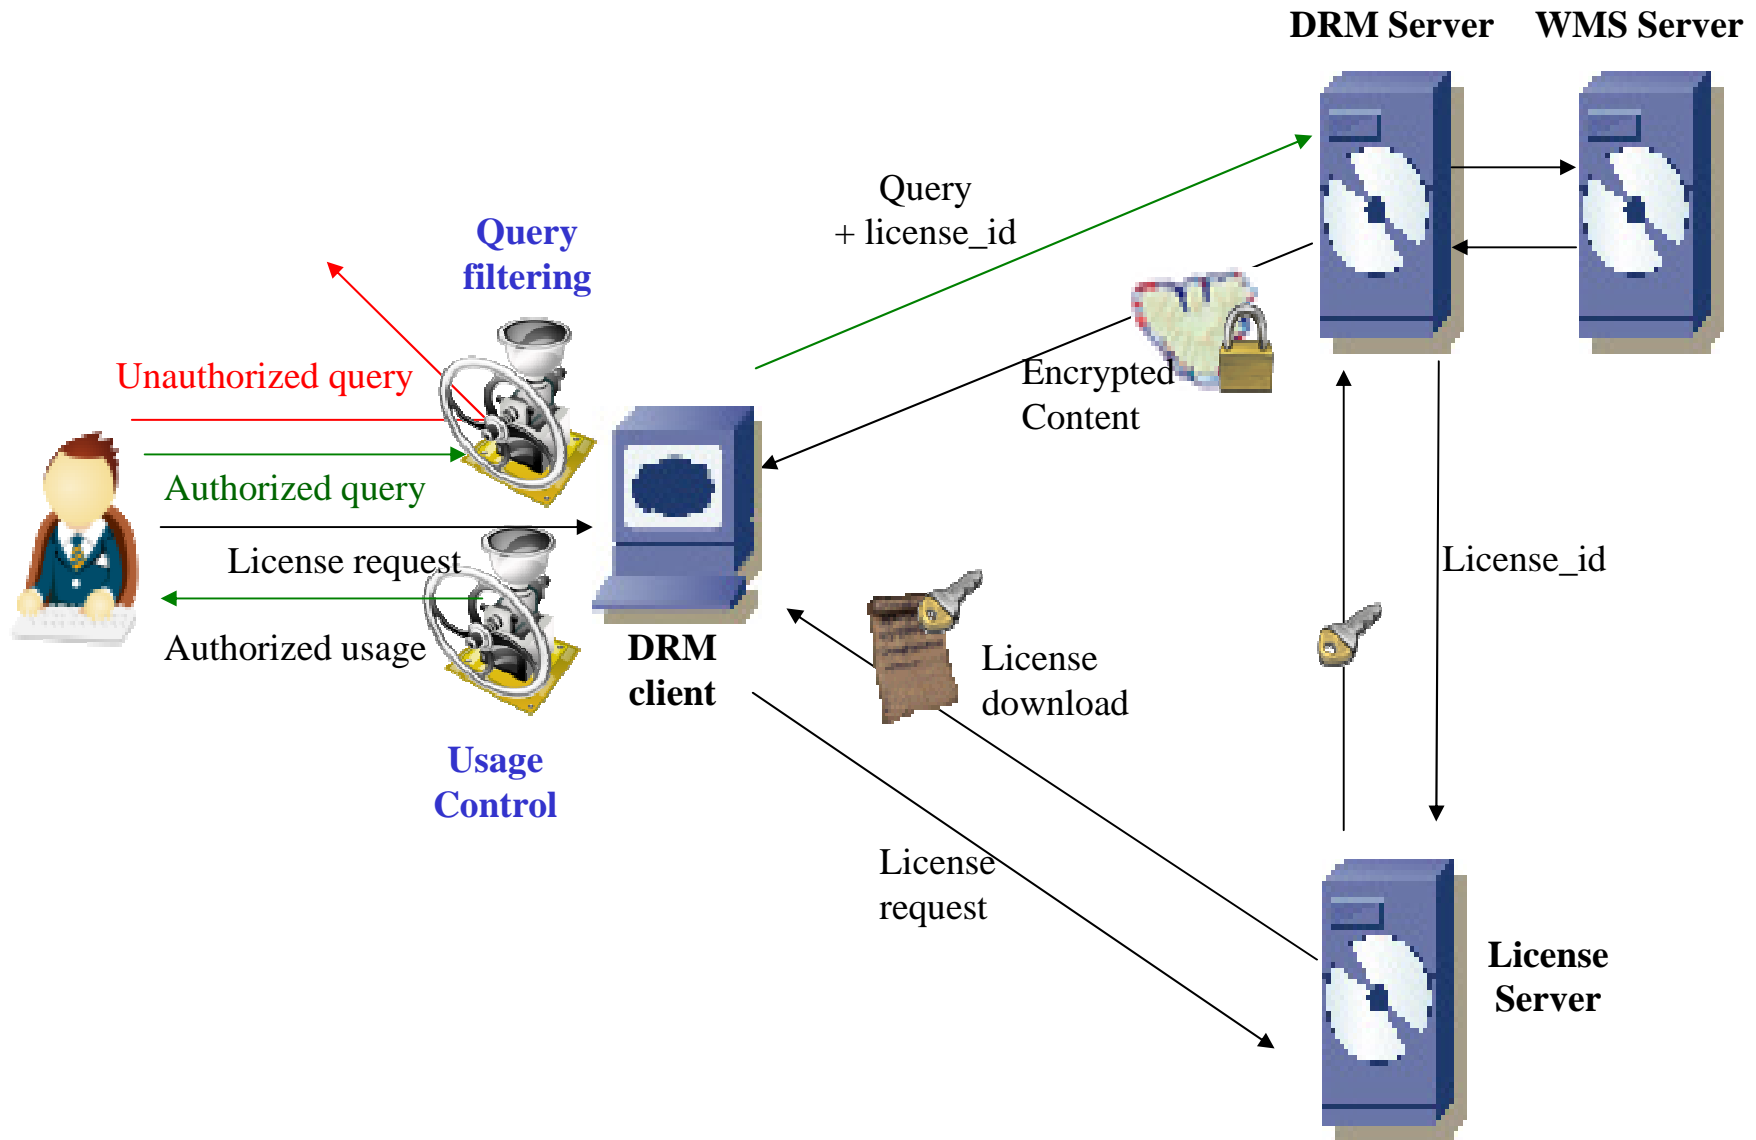 DRM Server
WMS Server
Query
+ license_id
Query
filtering
Unauthorized query
Encrypted
Content
Authorized query
License request
License_id
Authorized usage
DRM
client
License
download
Usage
Control
License
request
License
Server